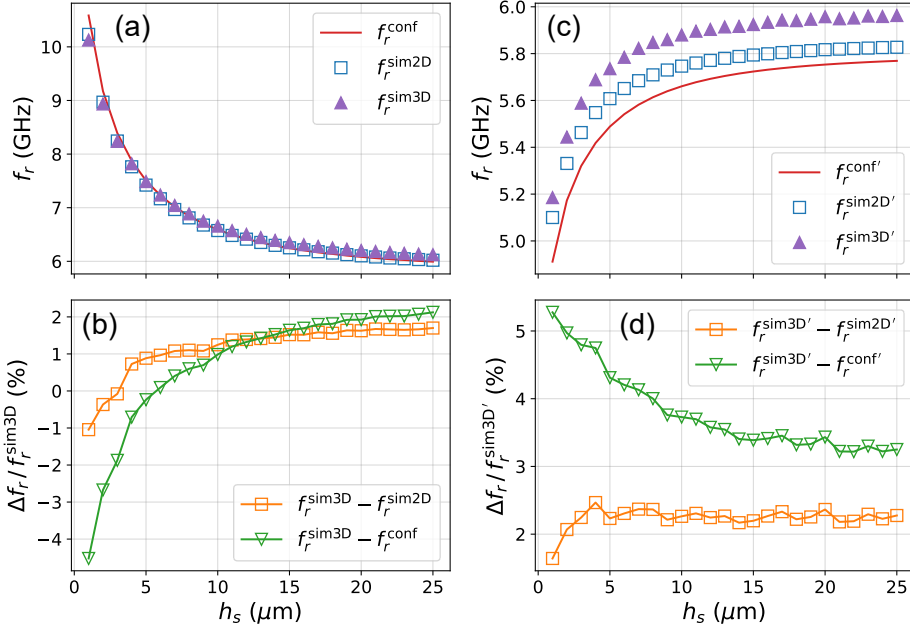 (a)
f_r^conf
f_r^sim2D
f_r^sim3D
10
9
8
7
6
f_r (GHz)
(c)
f_r^conf′
f_r^sim2D′
f_r^sim3D′
6.0
5.8
5.6
5.4
5.2
5.0
f_r (GHz)
(b)
f_r^sim3D − f_r^sim2D
f_r^sim3D − f_r^conf
2
1
0
−1
−2
−3
−4
Δf_r / f_r^sim3D (%)
0 5 10 15 20 25
h_s (μm)
(d)
f_r^sim3D′ − f_r^sim2D′
f_r^sim3D′ − f_r^conf′
5
4
3
2
Δf_r / f_r^sim3D′ (%)
0 5 10 15 20 25
h_s (μm)